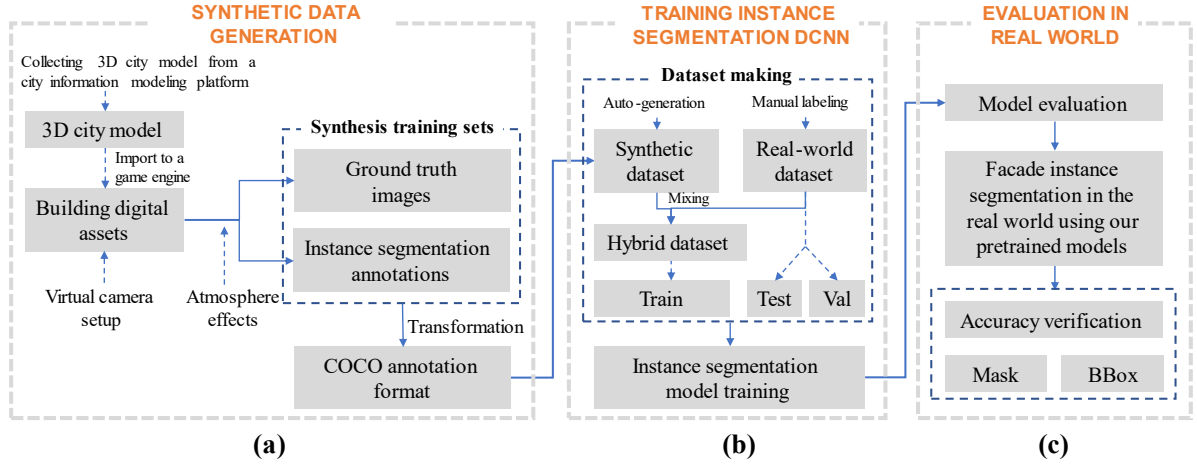 SYNTHETIC DATA
GENERATION
Collecting 3D city model from a
city information modeling platform
3D city model
Import to a
game engine
Building digital
assets
Virtual camera
setup
Atmosphere
effects
Synthesis training sets
Ground truth
images
Instance segmentation
annotations
Transformation
COCO annotation
format
(a)
TRAINING INSTANCE
SEGMENTATION DCNN
Dataset making
Auto-generation
Manual labeling
Synthetic
dataset
Real-world
dataset
Mixing
Hybrid dataset
Train
Test
Val
Instance segmentation
model training
(b)
EVALUATION IN
REAL WORLD
Model evaluation
Facade instance
segmentation in the
real world using our
pretrained models
Accuracy verification
Mask
BBox
(c)